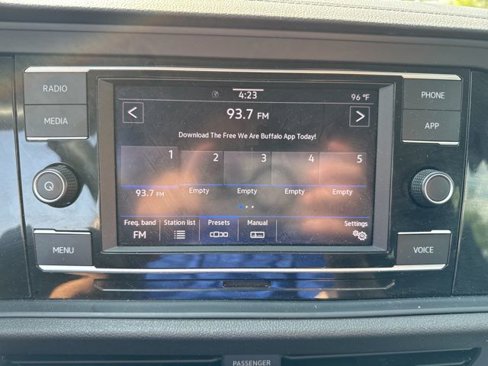 4:23
96 °F
RADIO
MEDIA
MENU
93.7 FM
Download The Free We Are Buffalo App Today!
1 2 3 4 5
93.7 Empty Empty Empty Empty
Freq. band Station list Presets Manual Settings
FM
PHONE
APP
VOICE
PASSENGER